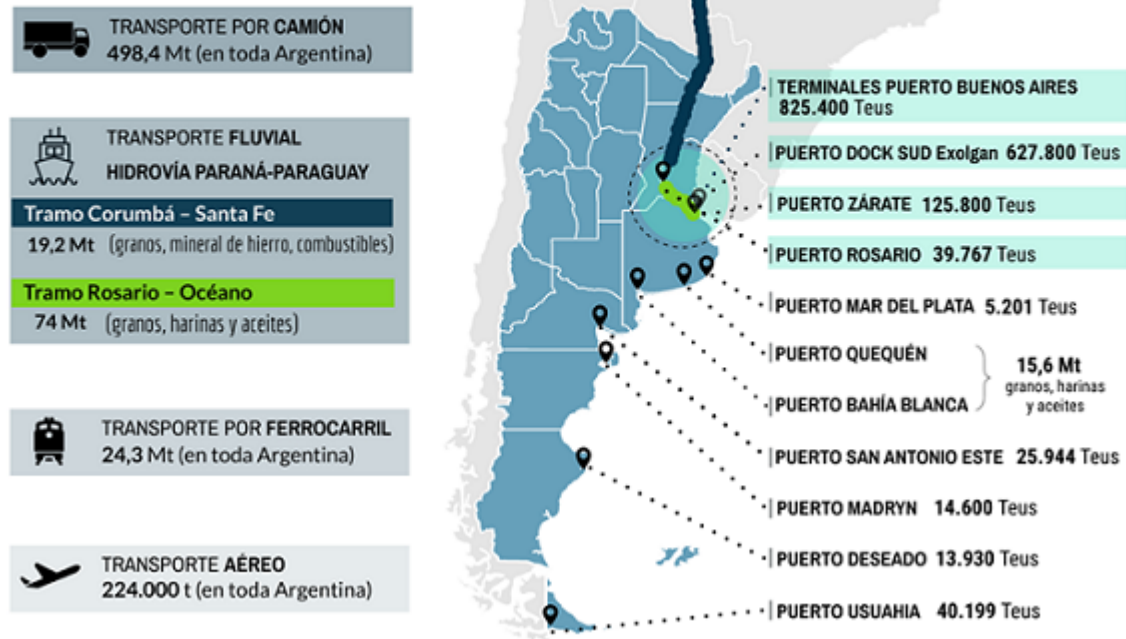 TRANSPORTE POR CAMIÓN
498,4 Mt (en toda Argentina)
TRANSPORTE FLUVIAL
HIDROVÍA PARANÁ-PARAGUAY
Tramo Corumbá – Santa Fe
19,2 Mt (granos, mineral de hierro, combustibles)
Tramo Rosario – Océano
74 Mt (granos, harinas y aceites)
TRANSPORTE POR FERROCARRIL
24,3 Mt (en toda Argentina)
TRANSPORTE AÉREO
224.000 t (en toda Argentina)
TERMINALES PUERTO BUENOS AIRES
825.400 Teus
PUERTO DOCK SUD Exolgan 627.800 Teus
PUERTO ZÁRATE 125.800 Teus
PUERTO ROSARIO 39.767 Teus
PUERTO MAR DEL PLATA 5.201 Teus
PUERTO QUEQUÉN
PUERTO BAHÍA BLANCA
15,6 Mt
granos, harinas
y aceites
PUERTO SAN ANTONIO ESTE 25.944 Teus
PUERTO MADRYN 14.600 Teus
PUERTO DESEADO 13.930 Teus
PUERTO USUAHIA 40.199 Teus